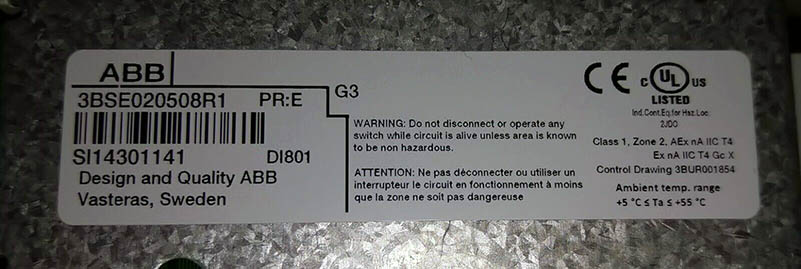 ABB
3BSE020508R1 PR:E
G3
SI14301141 DI801
Design and Quality ABB
Vasteras, Sweden
WARNING: Do not disconnect or operate any
switch while circuit is alive unless area is known
to be non hazardous.
ATTENTION: Ne pas déconnecter ou utiliser un
interrupteur le circuit en fonctionnement à moins
que la zone ne soit pas dangereuse
CE C UL US
LISTED
Ind.Cont.Eq.for Haz.Loc.
2JDO
Class 1, Zone 2, AEx nA IIC T4
Ex nA IIC T4 Gc X
Control Drawing 3BUR001854
Ambient temp. range
+5 °C ≤ Ta ≤ +55 °C